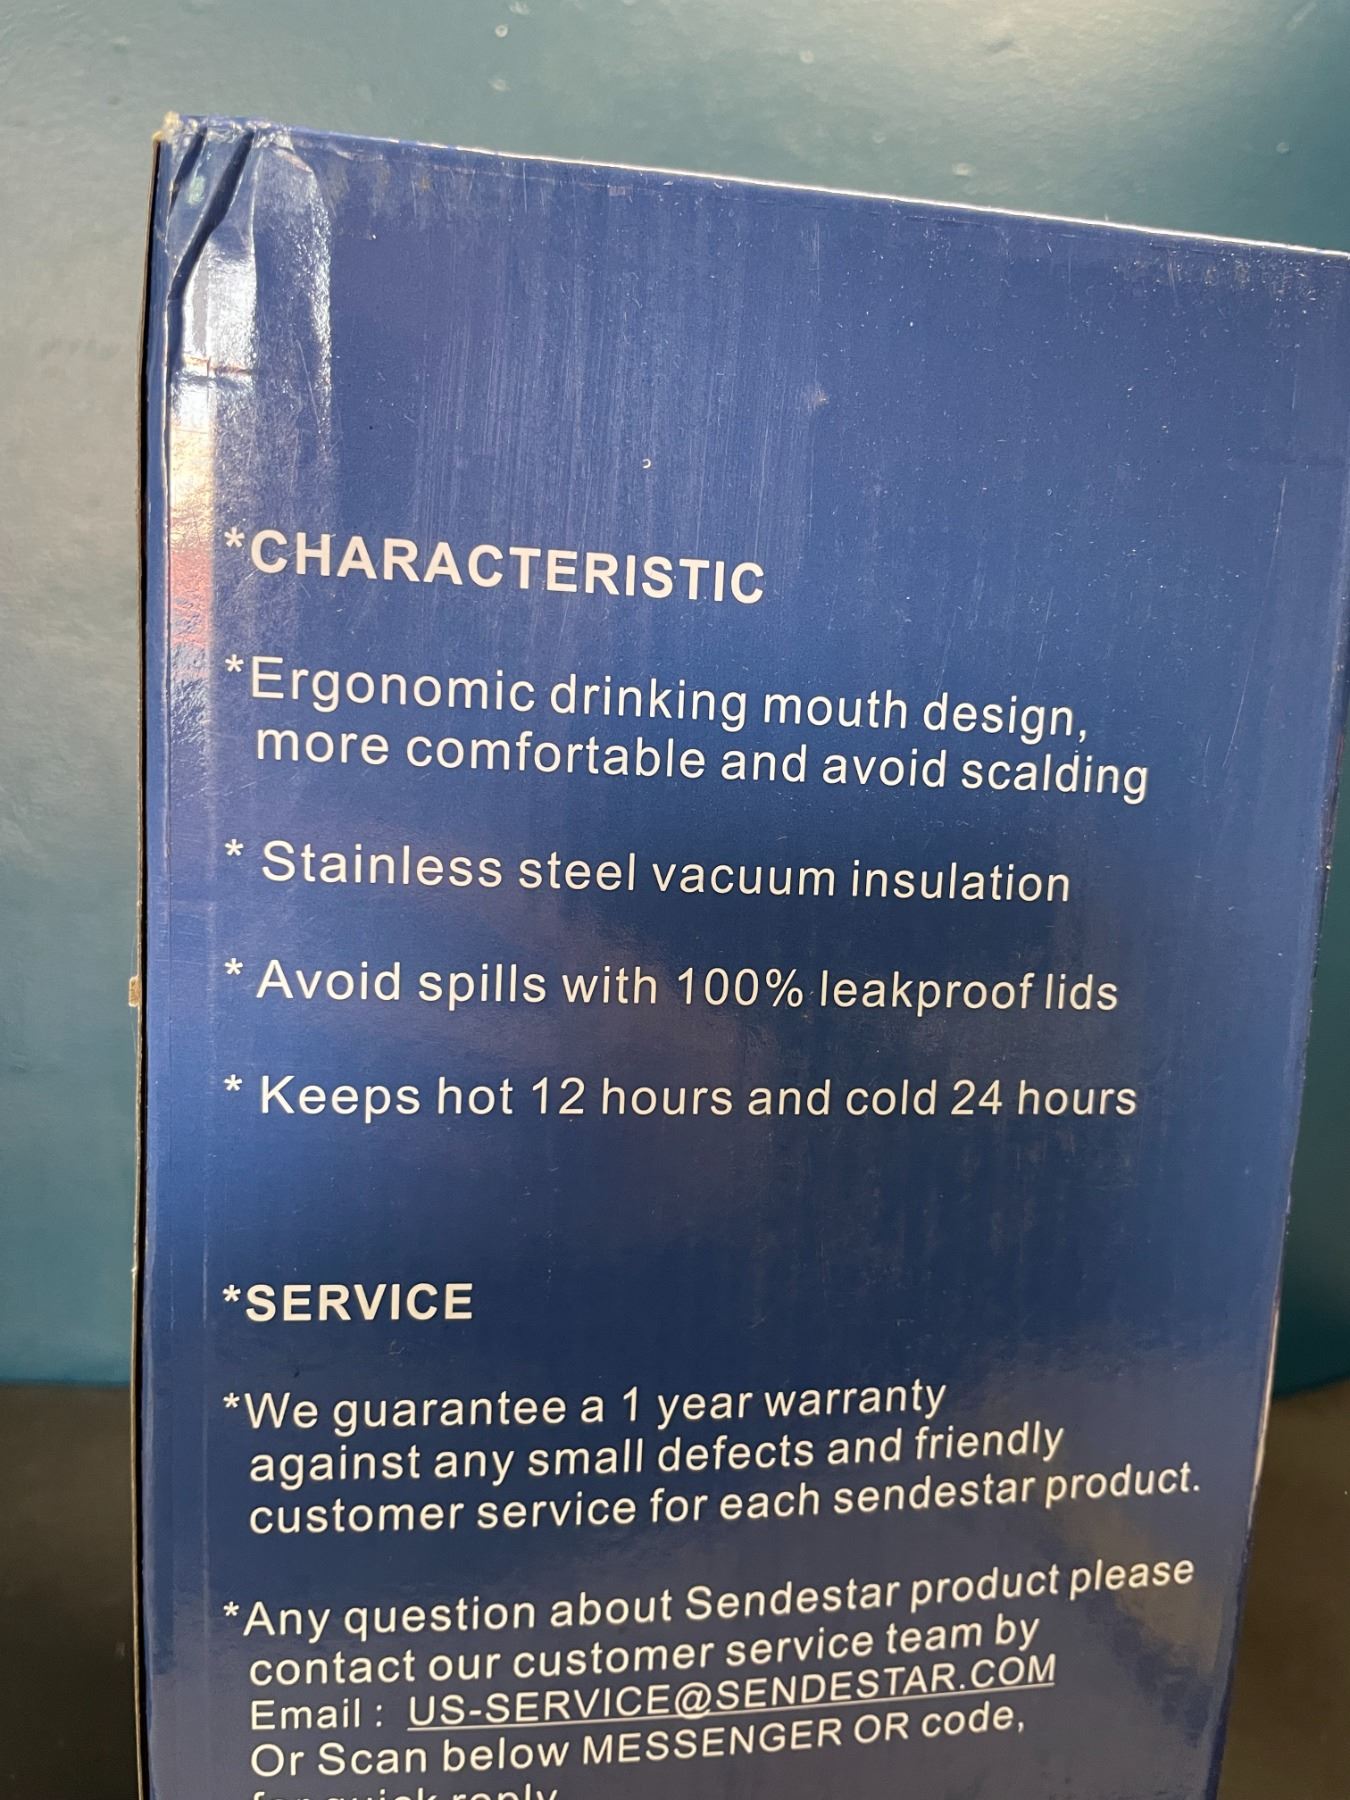 *CHARACTERISTIC
*Ergonomic drinking mouth design,
more comfortable and avoid scalding
* Stainless steel vacuum insulation
* Avoid spills with 100% leakproof lids
* Keeps hot 12 hours and cold 24 hours
*SERVICE
*We guarantee a 1 year warranty
against any small defects and friendly
customer service for each sendestar product.
*Any question about Sendestar product please
contact our customer service team by
Email : US-SERVICE@SENDESTAR.COM
Or Scan below MESSENGER OR code,
for quick reply